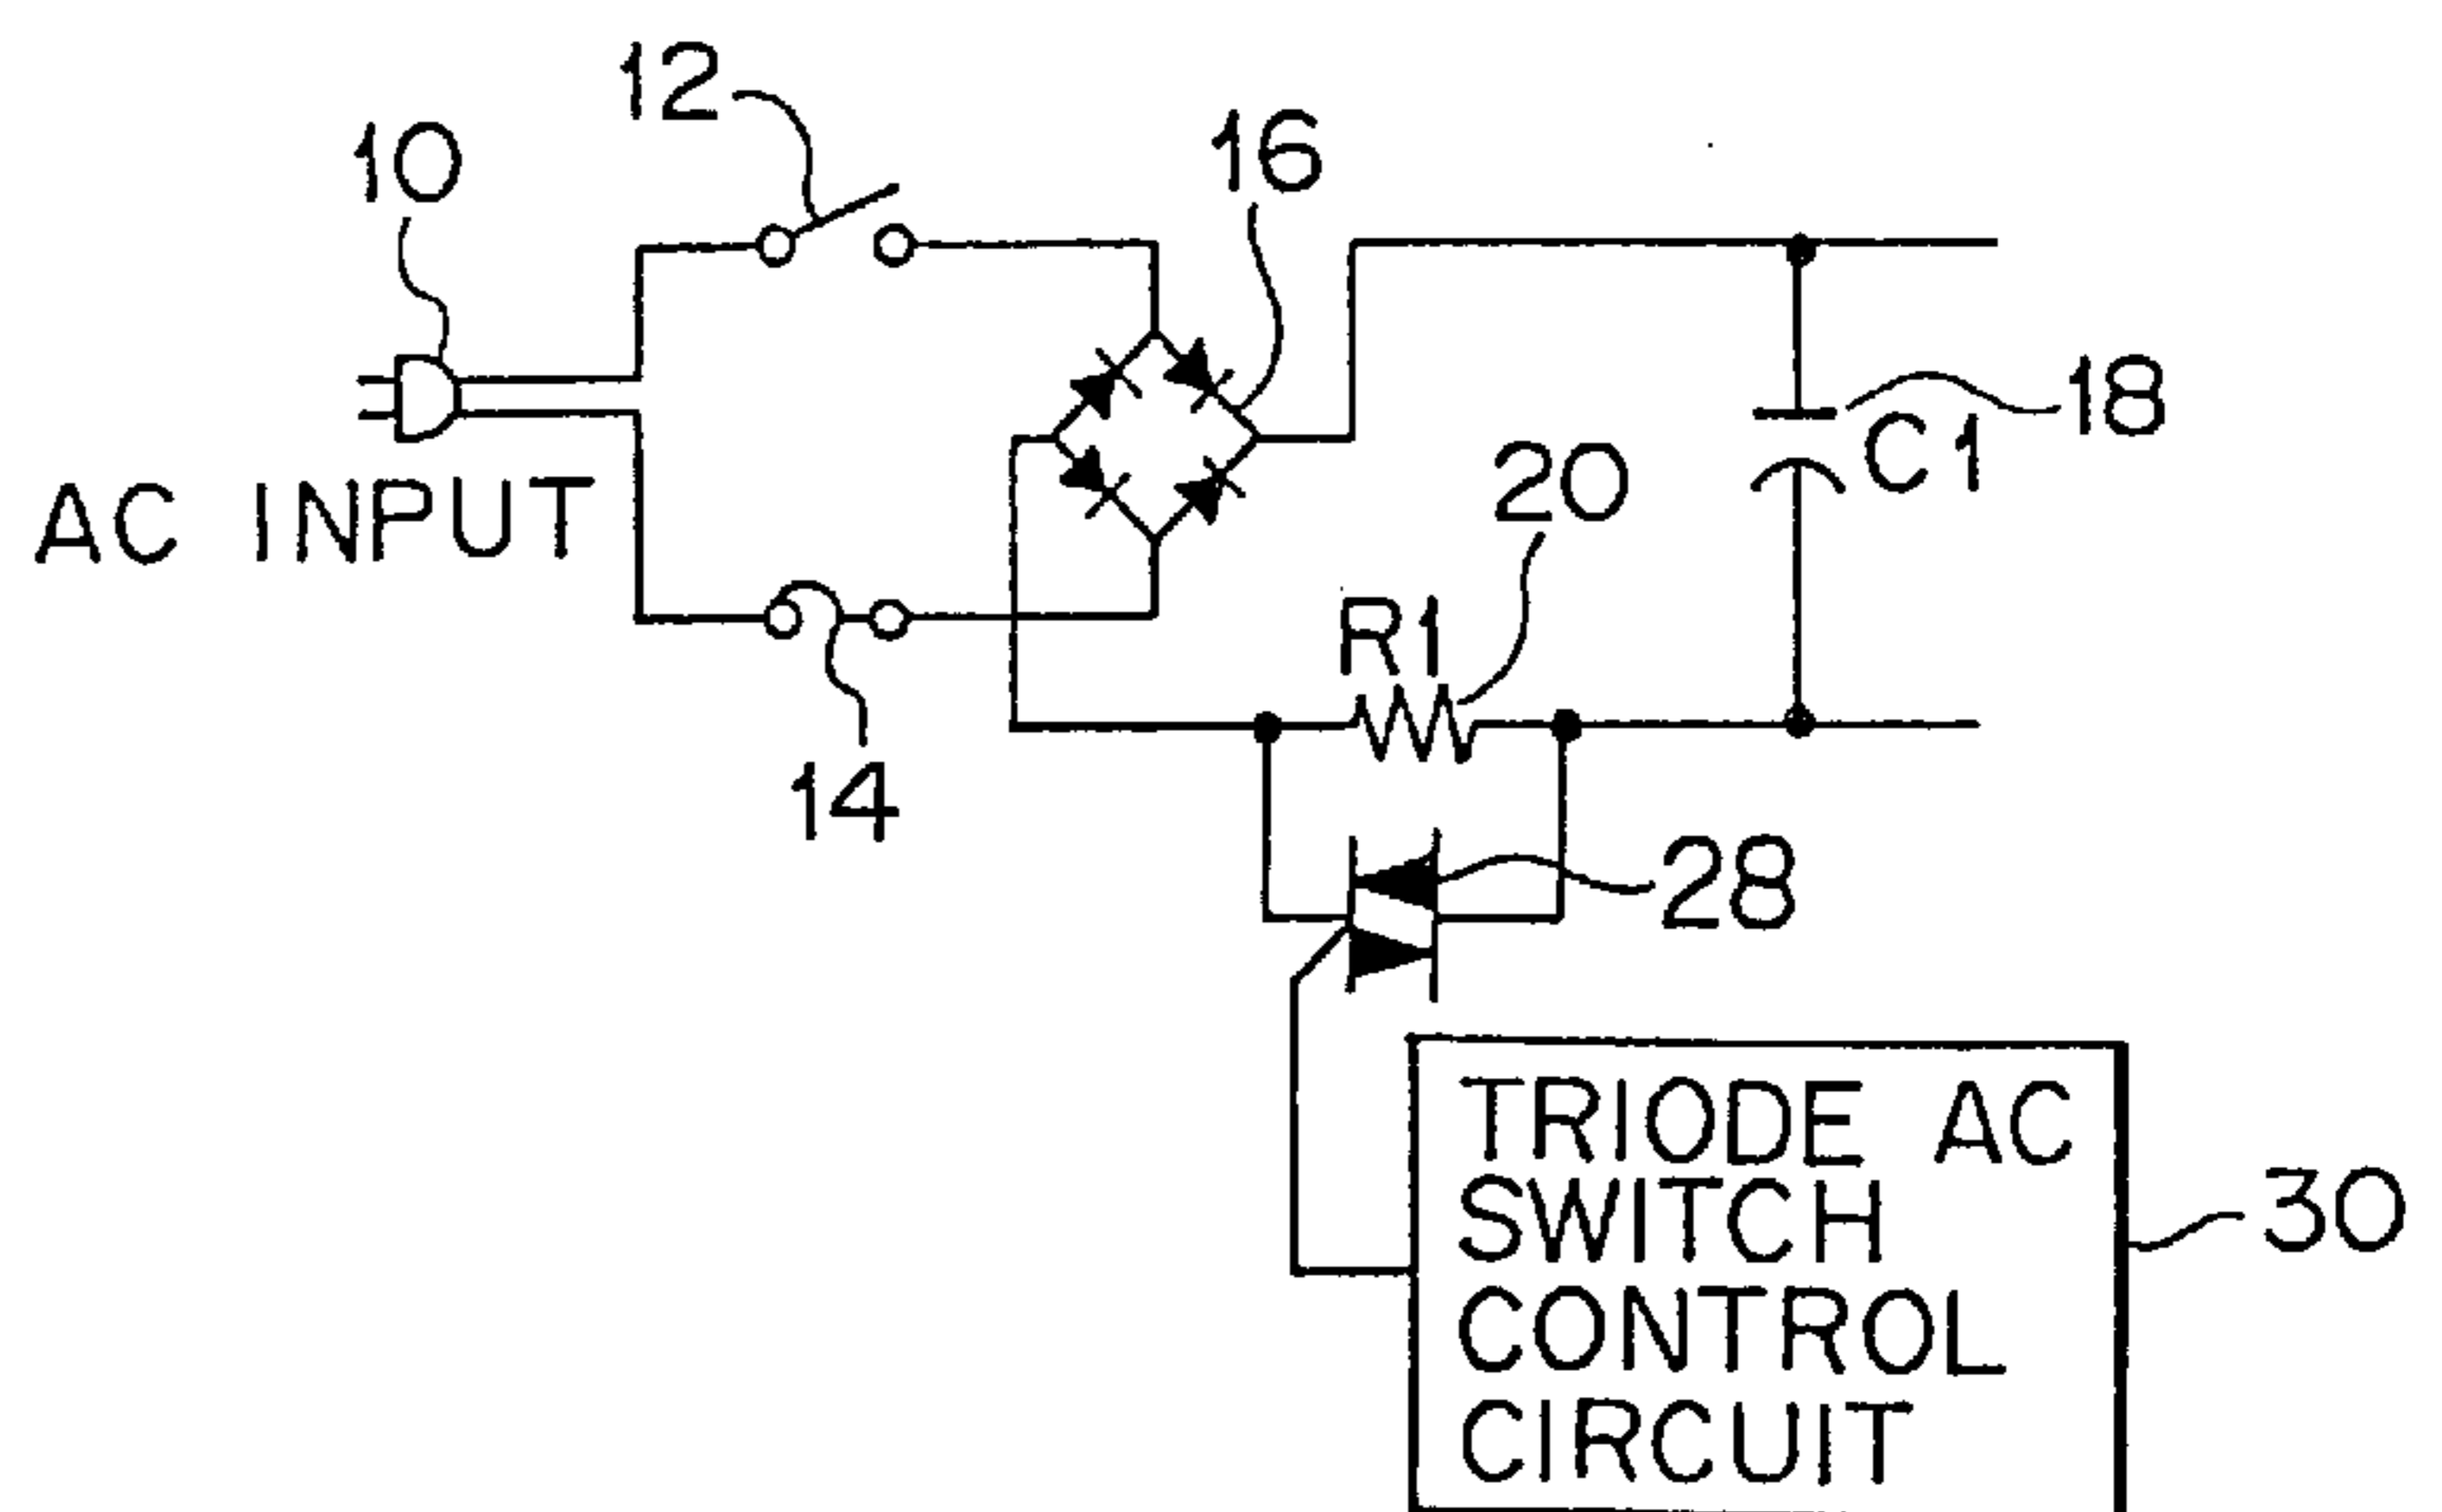 12
10
16
18
C1
20
AC INPUT
R1
14
28
TRIODE AC
SWITCH
CONTROL
CIRCUIT
30